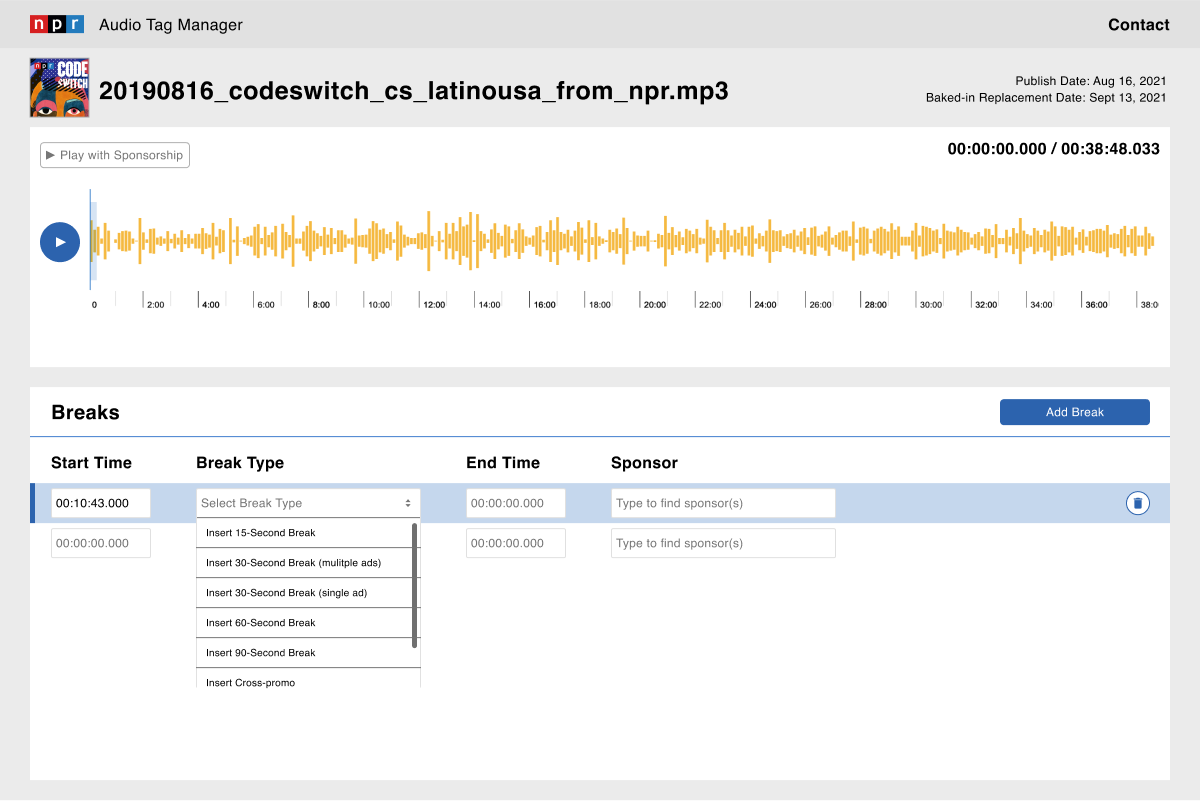 npr Audio Tag Manager Contact
npr CODE SWITCH
20190816_codeswitch_cs_latinousa_from_npr.mp3
Publish Date: Aug 16, 2021
Baked-in Replacement Date: Sept 13, 2021
Play with Sponsorship 00:00:00.000 / 00:38:48.033
0 2:00 4:00 6:00 8:00 10:00 12:00 14:00 16:00 18:00 20:00 22:00 24:00 26:00 28:00 30:00 32:00 34:00 36:00 38:0
Breaks Add Break
Start Time Break Type End Time Sponsor
00:10:43.000 Select Break Type 00:00:00.000 Type to find sponsor(s)
00:00:00.000 00:00:00.000 Type to find sponsor(s)
Insert 15-Second Break
Insert 30-Second Break (mulitple ads)
Insert 30-Second Break (single ad)
Insert 60-Second Break
Insert 90-Second Break
Insert Cross-promo